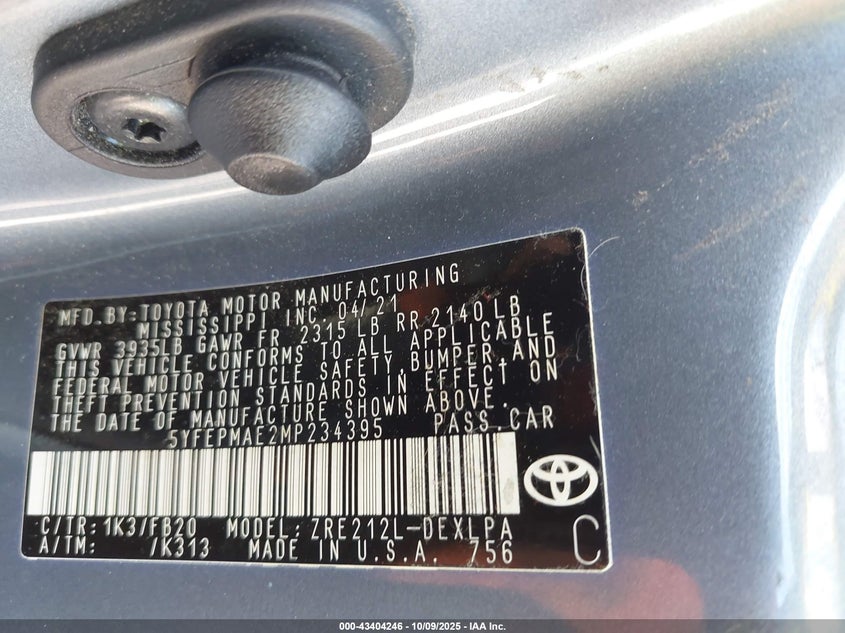 MFD.BY:TOYOTA MOTOR MANUFACTURING
MISSISSIPPI INC. 04/21
GVWR 3935LB GAWR FR 2315LB RR 2140LB
THIS VEHICLE CONFORMS TO ALL APPLICABLE
FEDERAL MOTOR VEHICLE SAFETY,BUMPER,AND
THEFT PREVENTION STANDARDS IN EFFECT ON
THE DATE OF MANUFACTURE SHOWN ABOVE.
5YFEPMAE2MP234395 PASS.CAR
C/TR:1K3/FB20 MODEL:ZRE212L-DEXLPA
A/TM: /K313 MADE IN U.S.A. 756
C
000-43404246 - 10/09/2025 - IAA Inc.